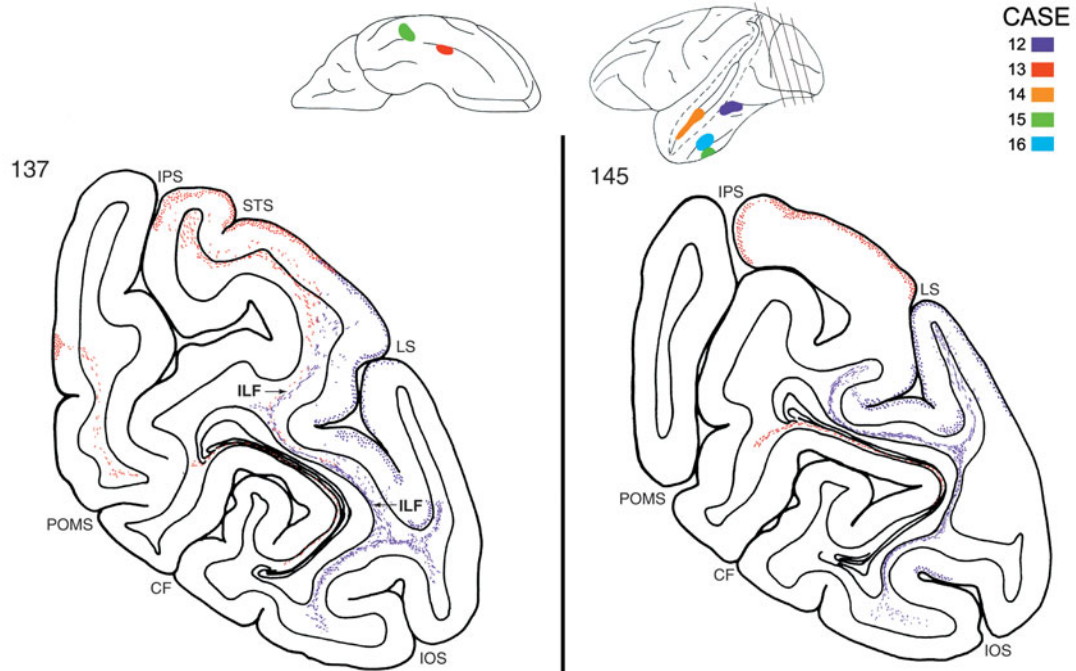 CASE
12
13
14
15
16
137
IPS
STS
LS
ILF
ILF
POMS
CF
IOS
145
IPS
LS
POMS
CF
IOS